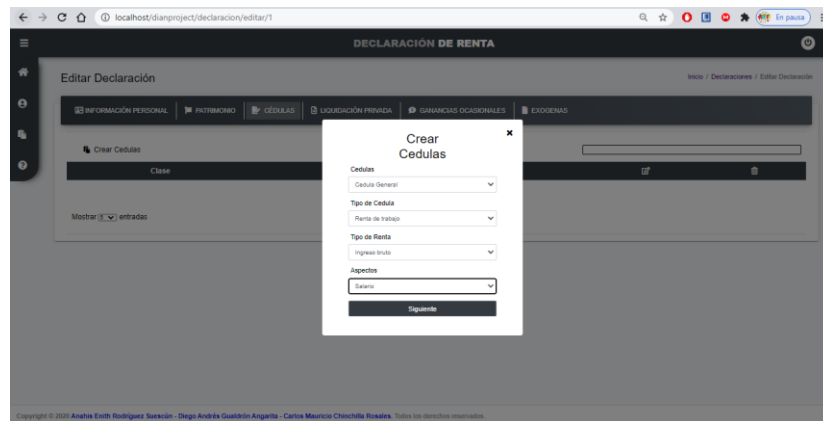 localhost/dianproject/declaracion/editar/1
En pausa
DECLARACIÓN DE RENTA
Editar Declaración
Inicio / Declaraciones / Editar Declaración
INFORMACIÓN PERSONAL
PATRIMONIO
CÉDULAS
LIQUIDACIÓN PRIVADA
GANANCIAS OCASIONALES
EXOGENAS
Crear Cedulas
Clase
Mostrar 5 entradas
Crear
Cedulas
Cedulas
Cedula General
Tipo de Cedula
Renta de trabajo
Tipo de Renta
Ingreso bruto
Aspectos
Salario
Siguiente
Copyright © 2020 Anahis Enith Rodríguez Suescún - Diego Andrés Gualdrón Angarita - Carlos Mauricio Chinchilla Rosales. Todos los derechos reservados.